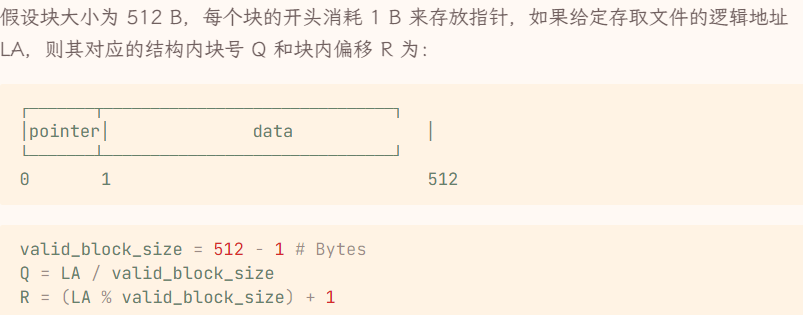 假设块大小为 512 B，每个块的开头消耗 1 B 来存放指针，如果给定存取文件的逻辑地址
LA，则其对应的结构内块号 Q 和块内偏移 R 为：
┌───────┬────────────────────────────┐
│pointer│              data             │
└───────┴────────────────────────────┘
0       1                               512
valid_block_size = 512 - 1 # Bytes
Q = LA / valid_block_size
R = (LA % valid_block_size) + 1